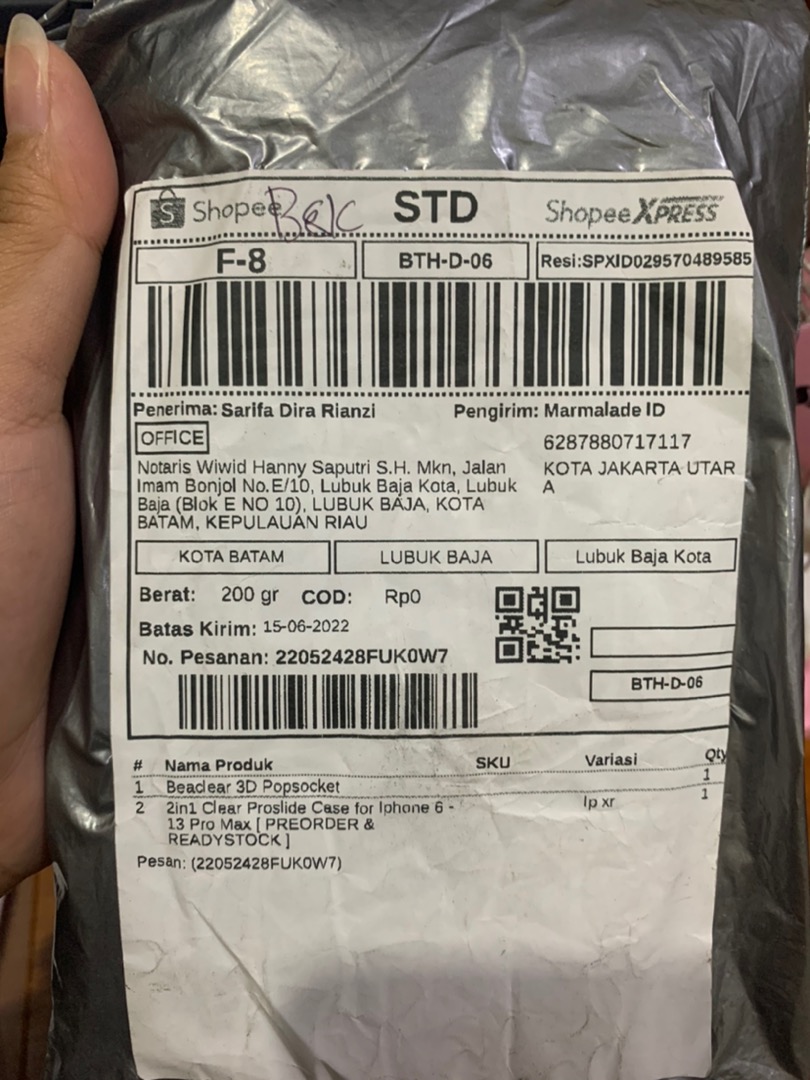 Shopee STD Shopee XPRESS
F-8 BTH-D-06 Resi:SPXID029570489585
Penerima: Sarifa Dira Rianzi Pengirim: Marmalade ID
OFFICE
6287880717117
Notaris Wiwid Hanny Saputri S.H. Mkn, Jalan
Imam Bonjol No.E/10, Lubuk Baja Kota, Lubuk
Baja (Blok E NO 10), LUBUK BAJA, KOTA
BATAM, KEPULAUAN RIAU
KOTA JAKARTA UTAR
A
KOTA BATAM LUBUK BAJA Lubuk Baja Kota
Berat: 200 gr COD: Rp0
Batas Kirim: 15-06-2022
No. Pesanan: 22052428FUK0W7
BTH-D-06
# Nama Produk SKU Variasi Qty
1 Beaclear 3D Popsocket 1
2 2in1 Clear Proslide Case for Iphone 6 - Ip xr 1
13 Pro Max [ PREORDER &
READYSTOCK ]
Pesan: (22052428FUK0W7)